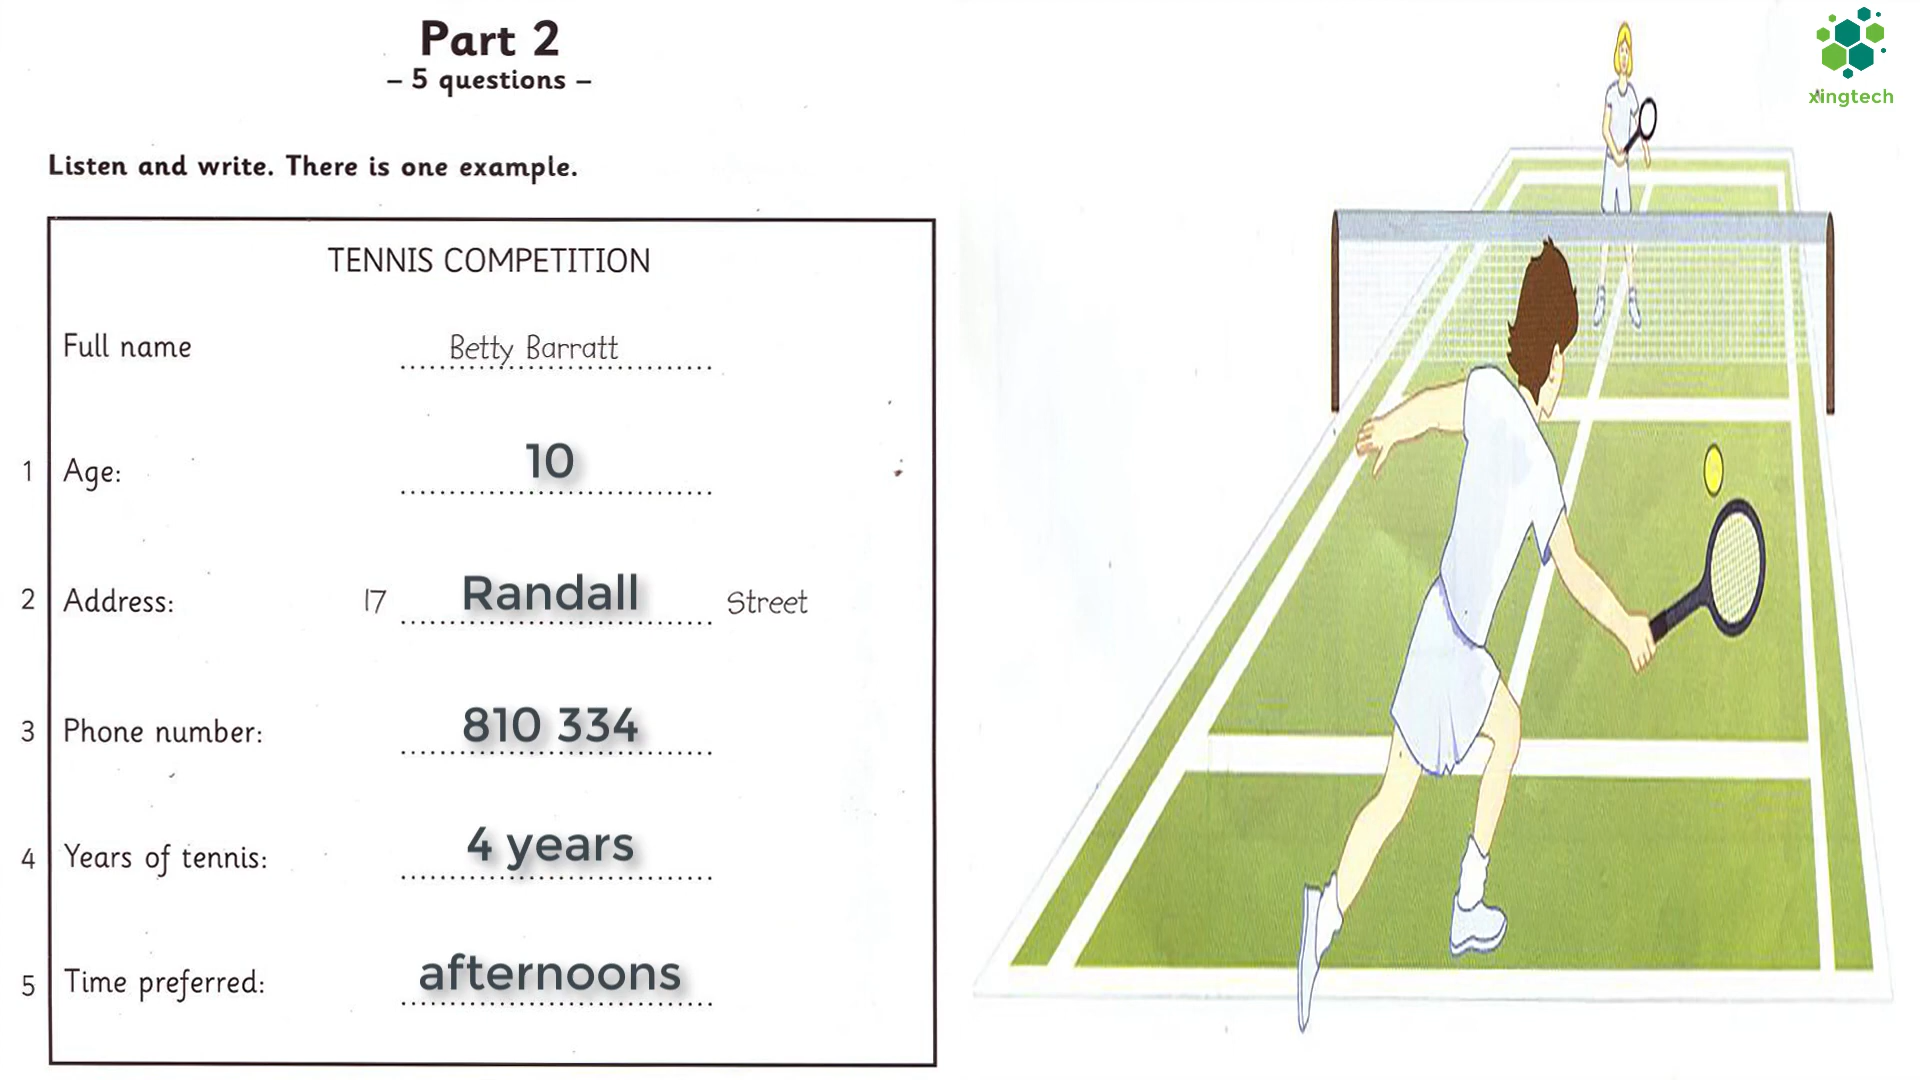 Part 2
– 5 questions –
xingtech
Listen and write. There is one example.
TENNIS COMPETITION
Full name Betty Barratt
1 Age: 10
2 Address: 17 Randall Street
3 Phone number: 810 334
4 Years of tennis: 4 years
5 Time preferred: afternoons